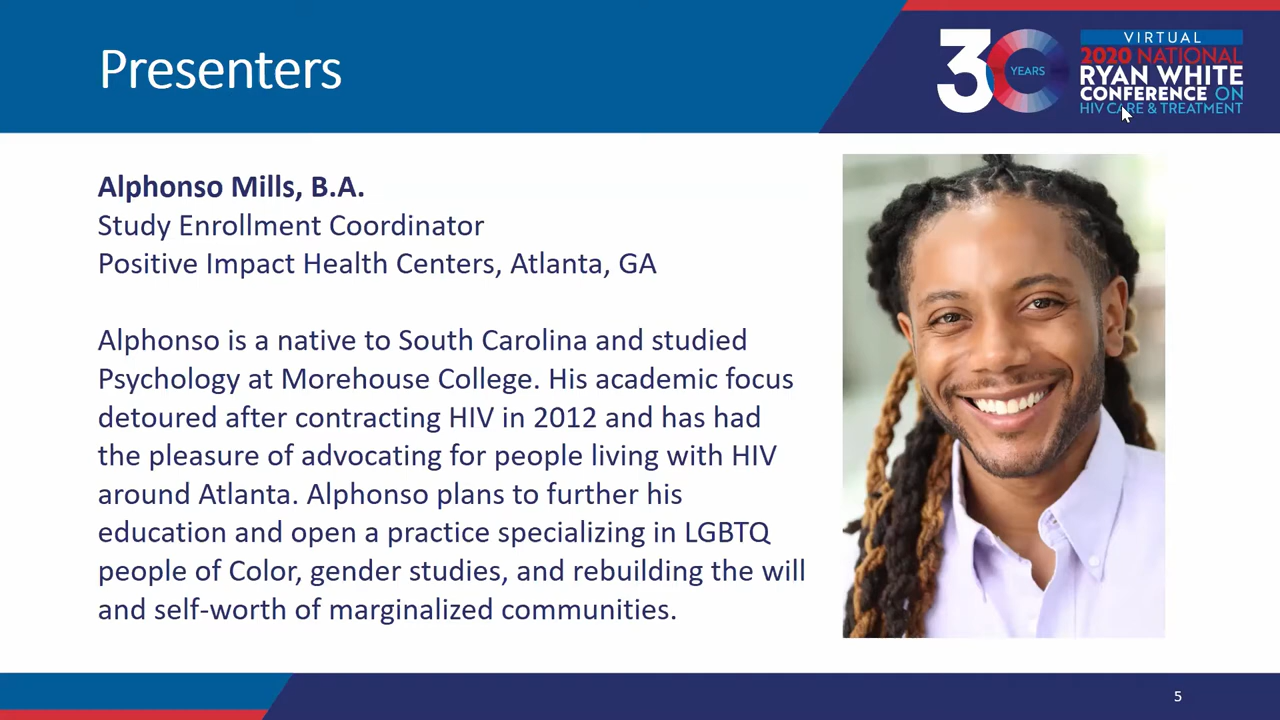 Presenters
30 YEARS
VIRTUAL
2020 NATIONAL
RYAN WHITE
CONFERENCE ON
HIV CARE & TREATMENT
Alphonso Mills, B.A.
Study Enrollment Coordinator
Positive Impact Health Centers, Atlanta, GA
Alphonso is a native to South Carolina and studied
Psychology at Morehouse College. His academic focus
detoured after contracting HIV in 2012 and has had
the pleasure of advocating for people living with HIV
around Atlanta. Alphonso plans to further his
education and open a practice specializing in LGBTQ
people of Color, gender studies, and rebuilding the will
and self-worth of marginalized communities.
5